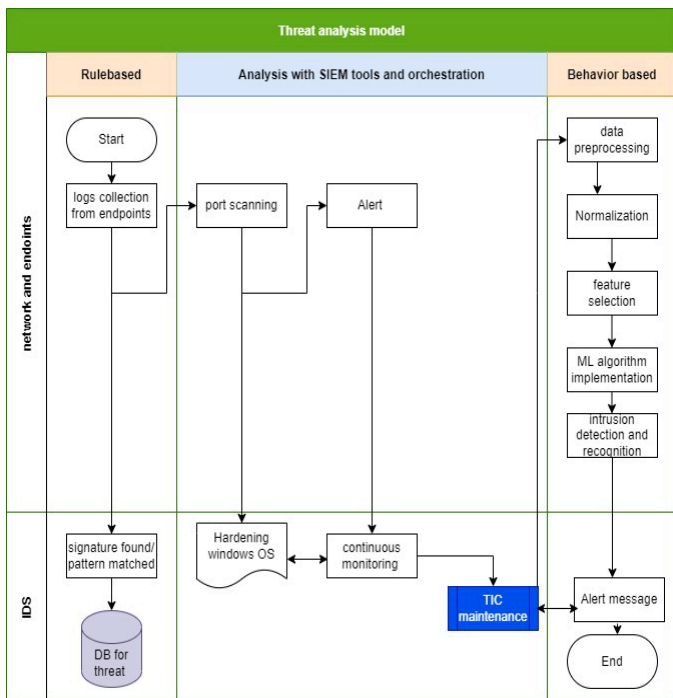 Threat analysis model
Rulebased
Analysis with SIEM tools and orchestration
Behavior based
network and endoints
Start
logs collection
from endpoints
port scanning
Alert
data
preprocessing
Normalization
feature
selection
ML algorithm
implementation
intrusion
detection and
recognition
IDS
signature found/
pattern matched
DB for
threat
Hardening
windows OS
continuous
monitoring
TIC
maintenance
Alert message
End